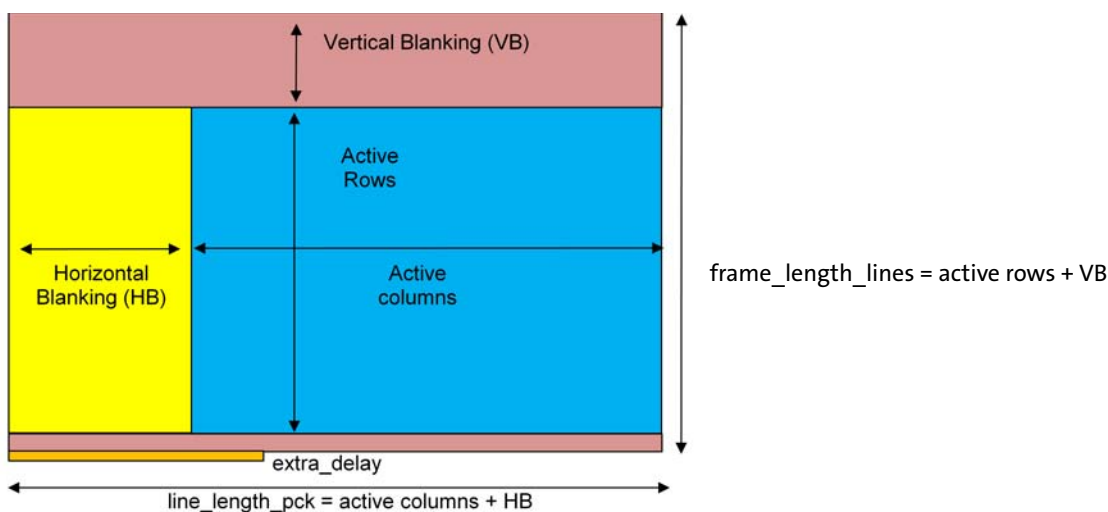 Vertical Blanking (VB)
Active
Rows
Horizontal
Blanking (HB)
Active
columns
frame_length_lines = active rows + VB
extra_delay
line_length_pck = active columns + HB